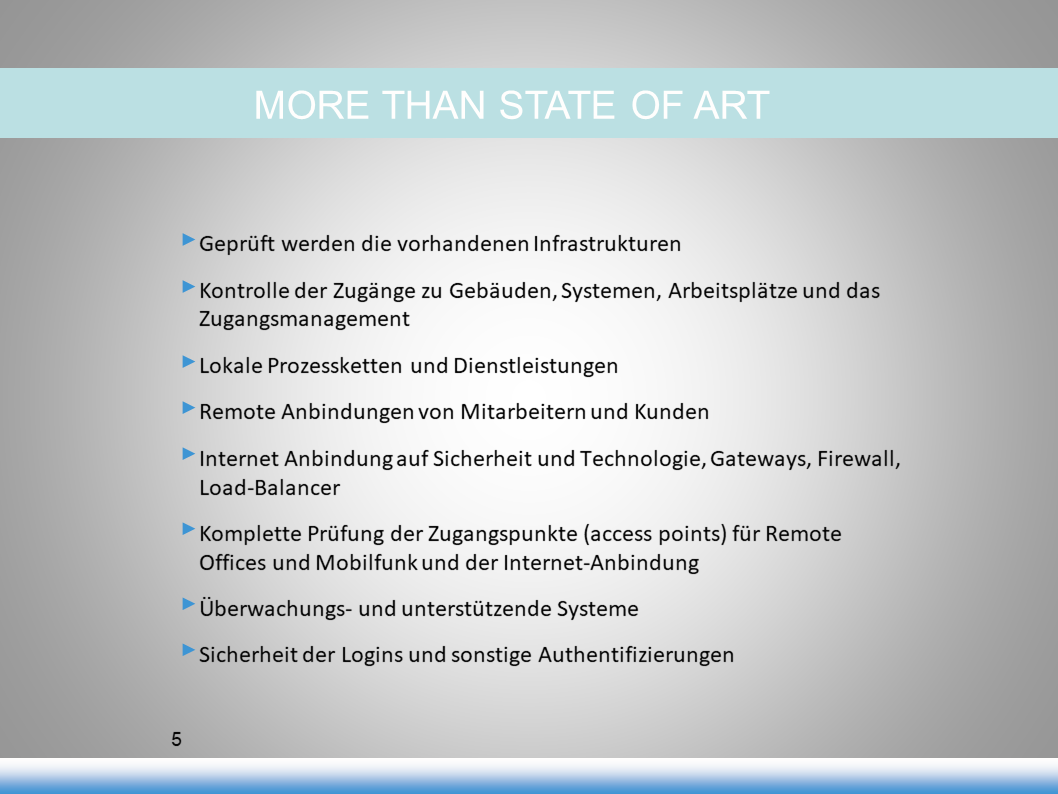 MORE THAN STATE OF ART
▶Geprüft werden die vorhandenen Infrastrukturen
▶Kontrolle der Zugänge zu Gebäuden, Systemen, Arbeitsplätze und das
Zugangsmanagement
▶Lokale Prozessketten und Dienstleistungen
▶Remote Anbindungen von Mitarbeitern und Kunden
▶Internet Anbindung auf Sicherheit und Technologie, Gateways, Firewall,
Load-Balancer
▶Komplette Prüfung der Zugangspunkte (access points) für Remote
Offices und Mobilfunk und der Internet-Anbindung
▶Überwachungs- und unterstützende Systeme
▶Sicherheit der Logins und sonstige Authentifizierungen
5